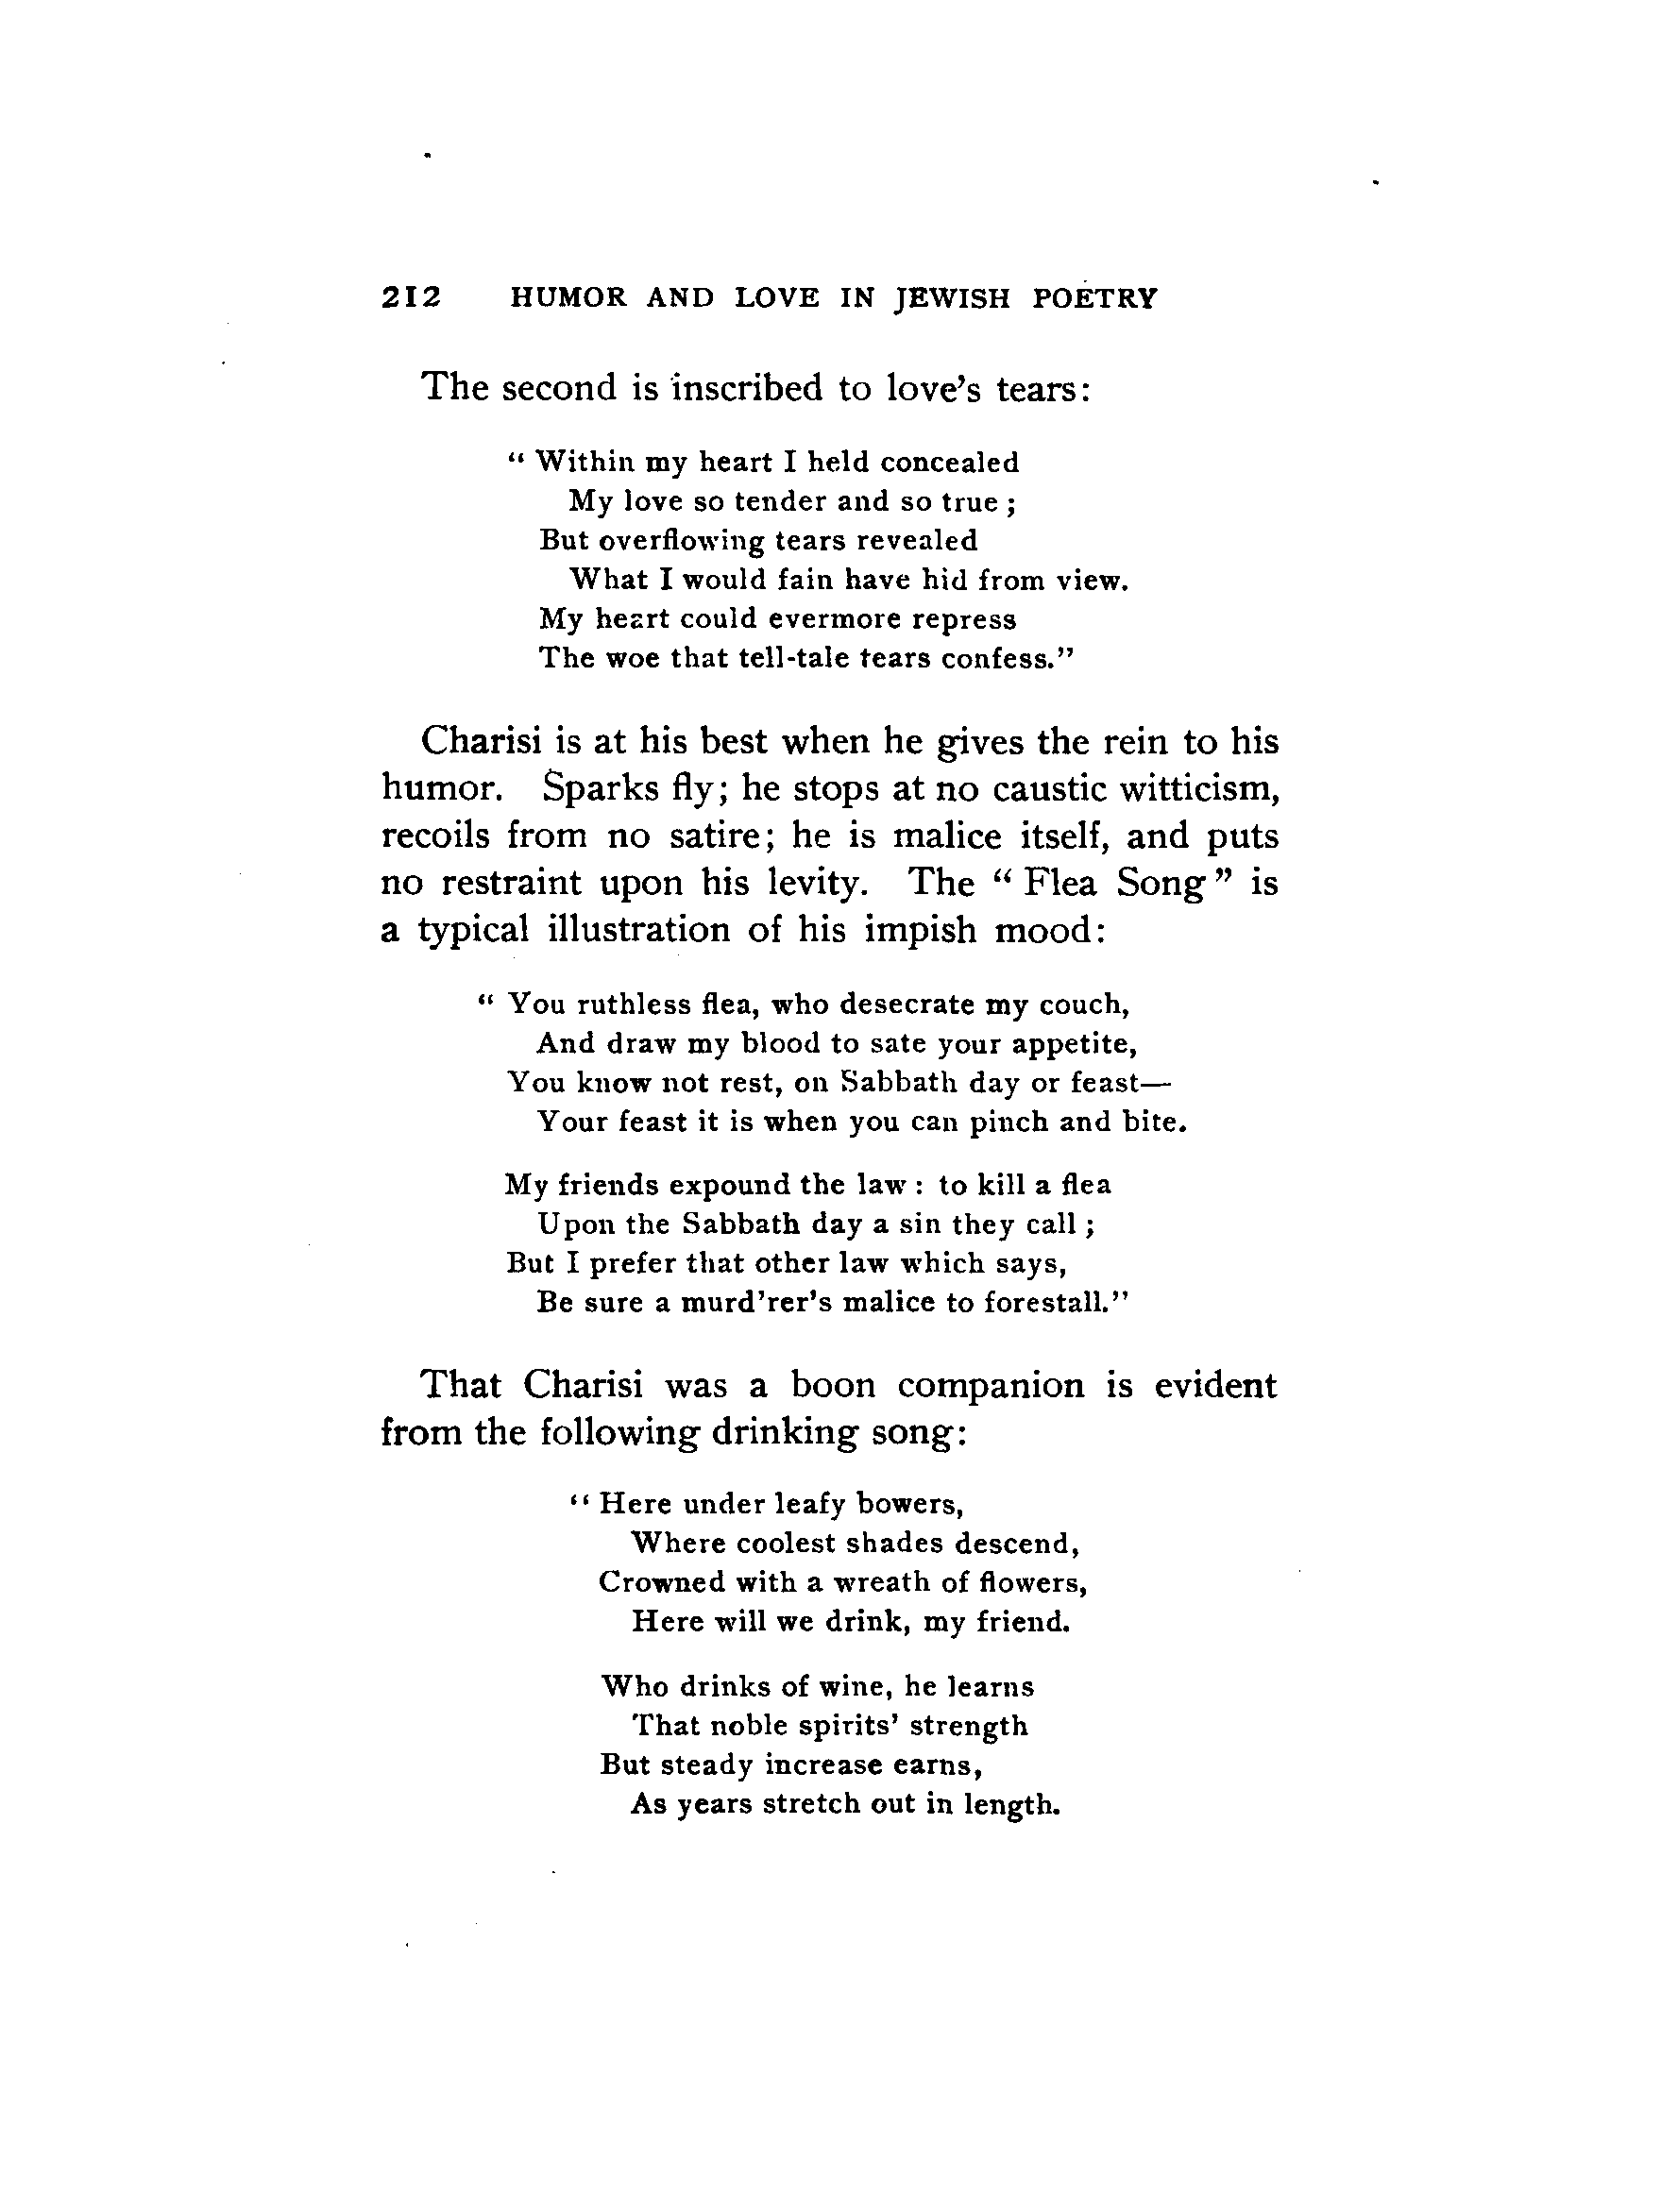 212 HUMOR AND LOVE IN JEWISH POETRY
The second is inscribed to love's tears:
" Within my heart I held concealed
My love so tender and so true ;
But overflowing tears revealed
What I would fain have hid from view.
My heart could evermore repress
The woe that tell-tale tears confess."
Charisi is at his best when he gives the rein to his
humor. Sparks fly; he stops at no caustic witticism,
recoils from no satire; he is malice itself, and puts
no restraint upon his levity. The " Flea Song " is
a typical illustration of his impish mood:
" You ruthless flea, who desecrate my couch,
And draw my blood to sate your appetite,
You know not rest, on Sabbath day or feast—
Your feast it is when you can pinch and bite.
My friends expound the law : to kill a flea
Upon the Sabbath day a sin they call ;
But I prefer that other law which says,
Be sure a murd'rer's malice to forestall."
That Charisi was a boon companion is evident
from the following drinking song:
" Here under leafy bowers,
Where coolest shades descend,
Crowned with a wreath of flowers,
Here will we drink, my friend.
Who drinks of wine, he learns
That noble spirits' strength
But steady increase earns,
As years stretch out in length.